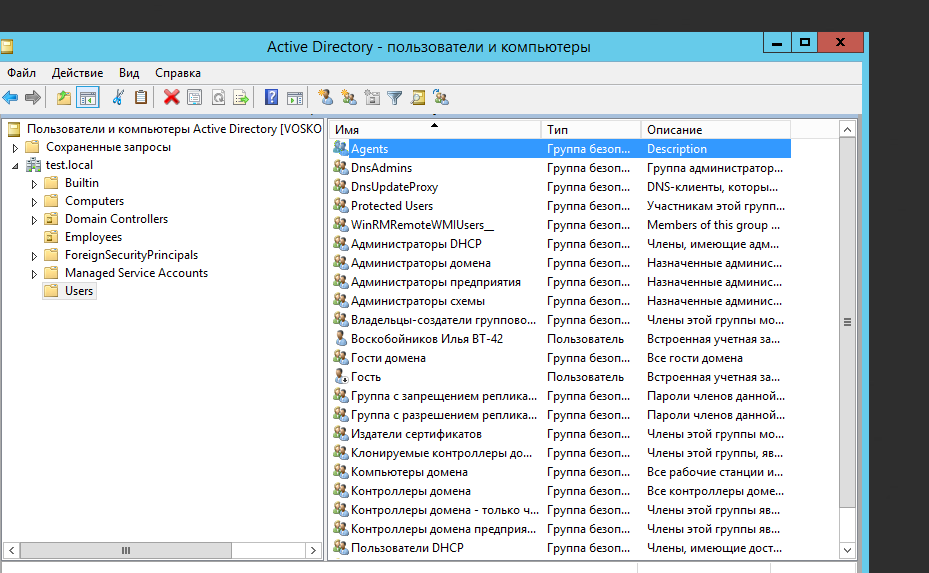 Active Directory - пользователи и компьютеры
Файл Действие Вид Справка
Пользователи и компьютеры Active Directory [VOSKO
Сохраненные запросы
test.local
Builtin
Computers
Domain Controllers
Employees
ForeignSecurityPrincipals
Managed Service Accounts
Users
Имя Тип Описание
Agents Группа безоп... Description
DnsAdmins Группа безоп... Группа администратор...
DnsUpdateProxy Группа безоп... DNS-клиенты, которы...
Protected Users Группа безоп... Участникам этой групп...
WinRMRemoteWMIUsers__ Группа безоп... Members of this group ...
Администраторы DHCP Группа безоп... Члены, имеющие адм...
Администраторы домена Группа безоп... Назначенные админис...
Администраторы предприятия Группа безоп... Назначенные админис...
Администраторы схемы Группа безоп... Назначенные админис...
Владельцы-создатели группово... Группа безоп... Члены этой группы мо...
Воскобойников Илья ВТ-42 Пользователь Встроенная учетная за...
Гости домена Группа безоп... Все гости домена
Гость Пользователь Встроенная учетная за...
Группа с запрещением реплика... Группа безоп... Пароли членов данной...
Группа с разрешением реплика... Группа безоп... Пароли членов данной...
Издатели сертификатов Группа безоп... Члены этой группы мо...
Клонируемые контроллеры до... Группа безоп... Члены этой группы, яв...
Компьютеры домена Группа безоп... Все рабочие станции и...
Контроллеры домена Группа безоп... Все контроллеры доме...
Контроллеры домена - только ч... Группа безоп... Члены этой группы яв...
Контроллеры домена предприя... Группа безоп... Члены этой группы яв...
Пользователи DHCP Группа безоп... Члены, имеющие дост...